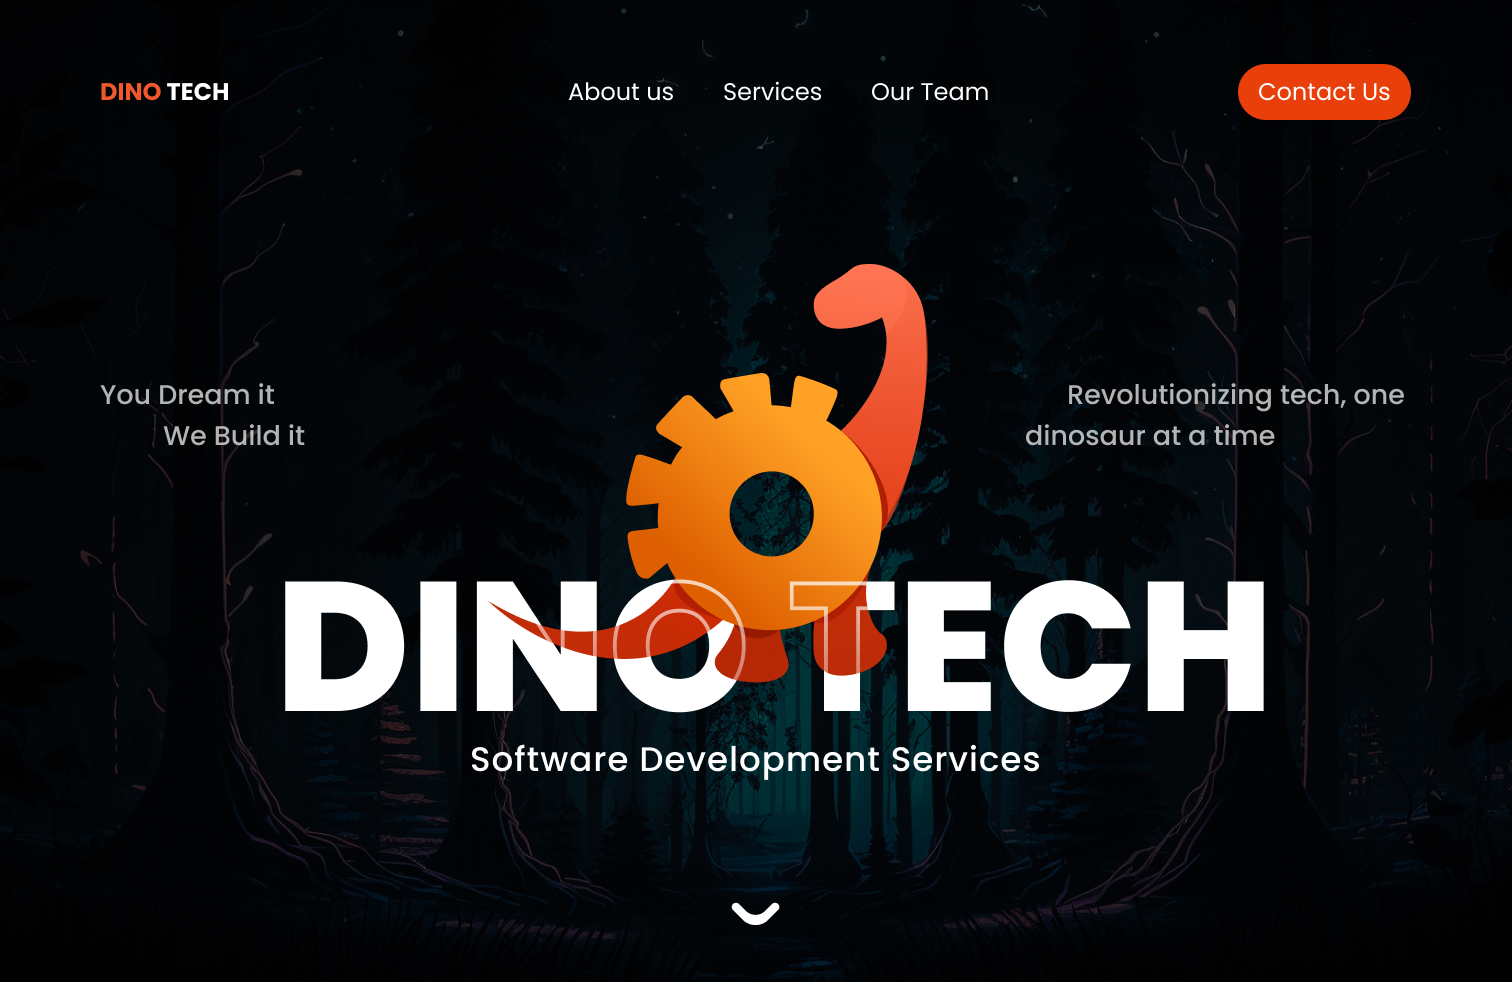 DINO TECH
About us
Services
Our Team
Contact Us
You Dream it
We Build it
Revolutionizing tech, one
dinosaur at a time
DINO TECH
Software Development Services